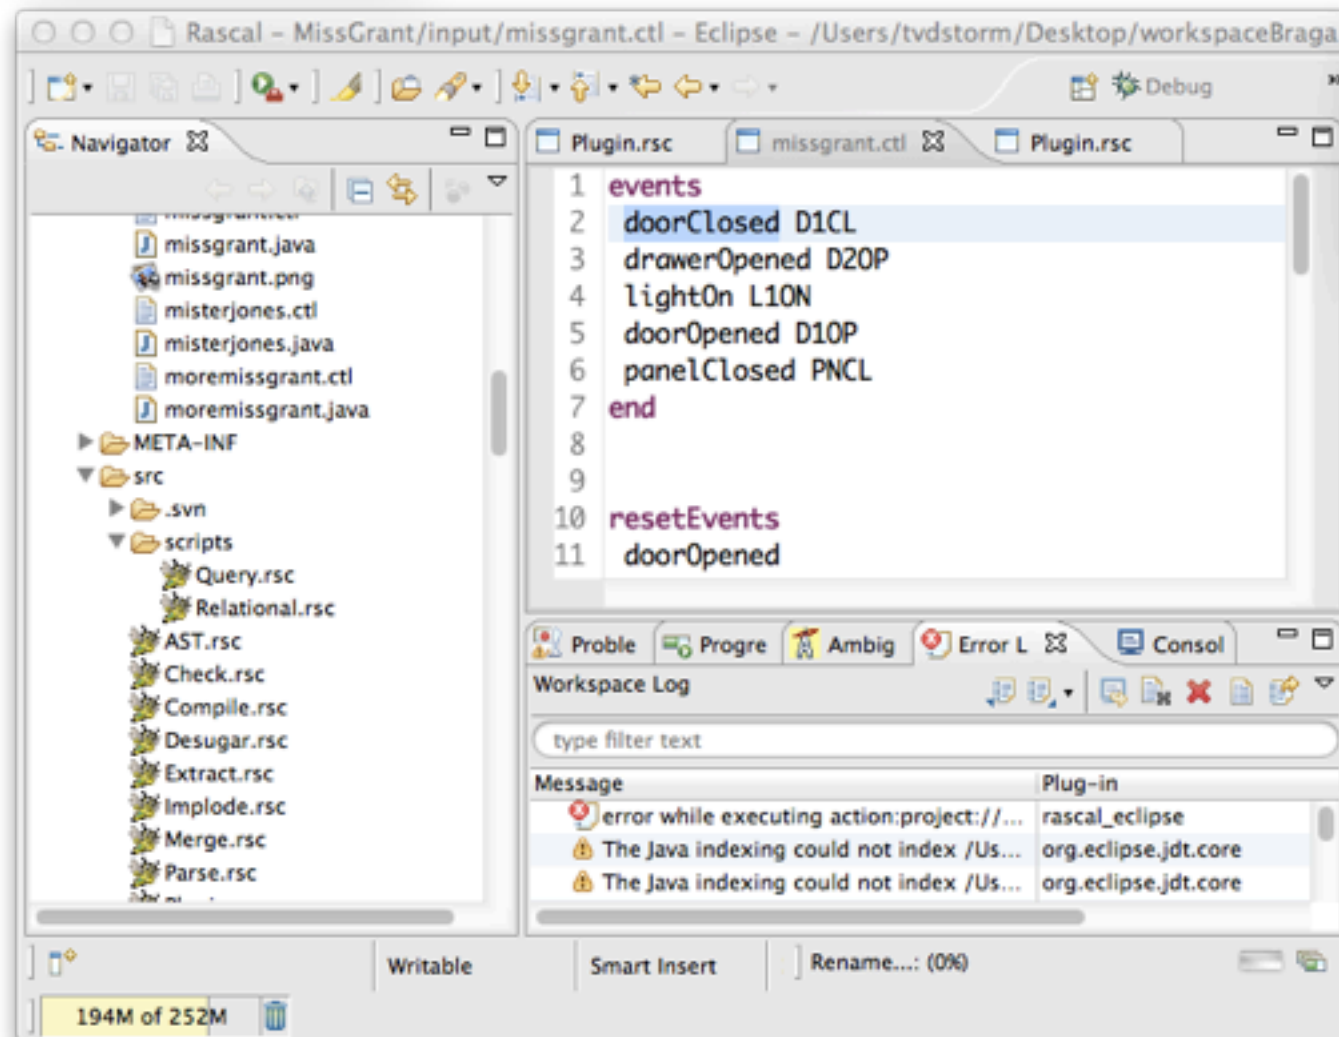 Rascal - MissGrant/input/missgrant.ctl - Eclipse - /Users/tvdstorm/Desktop/workspaceBraga
Debug
Navigator
missgrant.ctl
missgrant.java
missgrant.png
misterjones.ctl
misterjones.java
moremissgrant.ctl
moremissgrant.java
META-INF
src
.svn
scripts
Query.rsc
Relational.rsc
AST.rsc
Check.rsc
Compile.rsc
Desugar.rsc
Extract.rsc
Implode.rsc
Merge.rsc
Parse.rsc
Plugin.rsc missgrant.ctl Plugin.rsc
1 events
2 doorClosed D1CL
3 drawerOpened D2OP
4 lightOn L1ON
5 doorOpened D1OP
6 panelClosed PNCL
7 end
8
9
10 resetEvents
11 doorOpened
Proble Progre Ambig Error L Consol
Workspace Log
type filter text
Message Plug-in
error while executing action:project://... rascal_eclipse
The Java indexing could not index /Us... org.eclipse.jdt.core
The Java indexing could not index /Us... org.eclipse.jdt.core
Writable Smart Insert Rename...: (0%)
194M of 252M